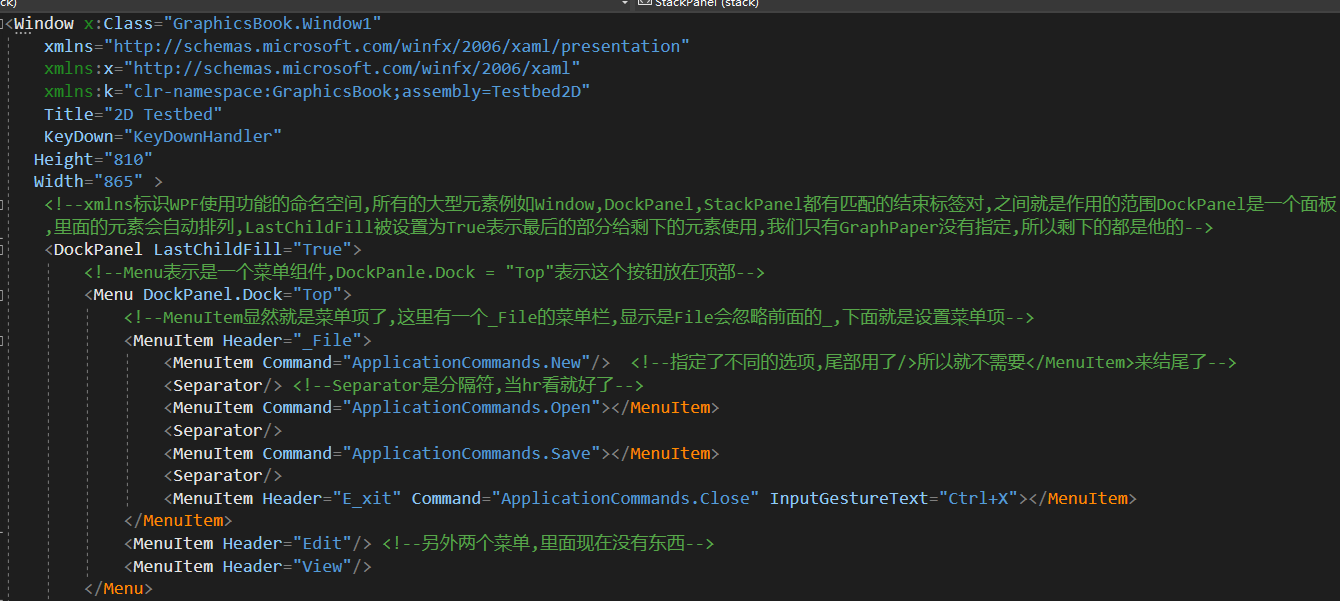 ck)
StackPanel (stack)
<Window x:Class="GraphicsBook.Window1"
xmlns="http://schemas.microsoft.com/winfx/2006/xaml/presentation"
xmlns:x="http://schemas.microsoft.com/winfx/2006/xaml"
xmlns:k="clr-namespace:GraphicsBook;assembly=Testbed2D"
Title="2D Testbed"
KeyDown="KeyDownHandler"
Height="810"
Width="865" >
<!--xmlns标识WPF使用功能的命名空间,所有的大型元素例如Window,DockPanel,StackPanel都有匹配的结束标签对,之间就是作用的范围DockPanel是一个面板
,里面的元素会自动排列,LastChildFill被设置为True表示最后的部分给剩下的元素使用,我们只有GraphPaper没有指定,所以剩下的都是他的-->
<DockPanel LastChildFill="True">
<!--Menu表示是一个菜单组件,DockPanle.Dock = "Top"表示这个按钮放在顶部-->
<Menu DockPanel.Dock="Top">
<!--MenuItem显然就是菜单项了,这里有一个_File的菜单栏,显示是File会忽略前面的_,下面就是设置菜单项-->
<MenuItem Header="_File">
<MenuItem Command="ApplicationCommands.New"/> <!--指定了不同的选项,尾部用了/>所以就不需要</MenuItem>来结尾了-->
<Separator/> <!--Separator是分隔符,当hr看就好了-->
<MenuItem Command="ApplicationCommands.Open"></MenuItem>
<Separator/>
<MenuItem Command="ApplicationCommands.Save"></MenuItem>
<Separator/>
<MenuItem Header="E_xit" Command="ApplicationCommands.Close" InputGestureText="Ctrl+X"></MenuItem>
</MenuItem>
<MenuItem Header="Edit"/> <!--另外两个菜单,里面现在没有东西-->
<MenuItem Header="View"/>
</Menu>